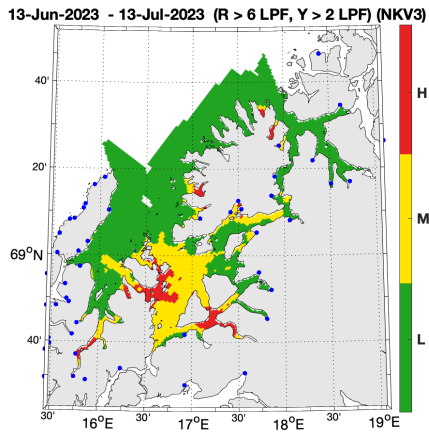 13-Jun-2023 - 13-Jul-2023 (R > 6 LPF, Y > 2 LPF) (NKV3)
40'
H
20'
M
69°N
L
40'
30' 16°E 30' 17°E 30' 18°E 30' 19°E